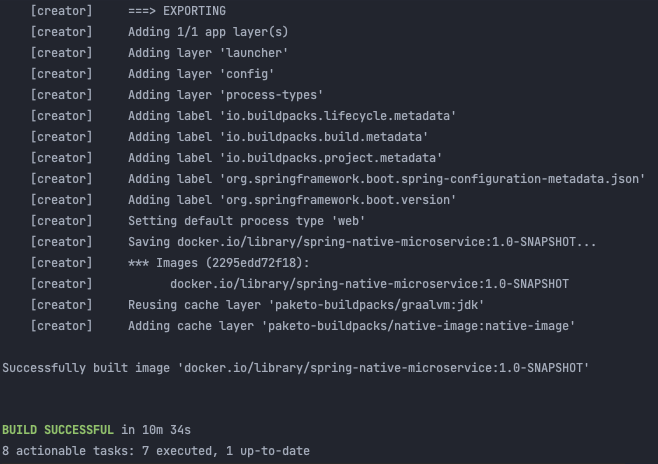 [creator]     ===> EXPORTING
[creator]     Adding 1/1 app layer(s)
[creator]     Adding layer 'launcher'
[creator]     Adding layer 'config'
[creator]     Adding layer 'process-types'
[creator]     Adding label 'io.buildpacks.lifecycle.metadata'
[creator]     Adding label 'io.buildpacks.build.metadata'
[creator]     Adding label 'io.buildpacks.project.metadata'
[creator]     Adding label 'org.springframework.boot.spring-configuration-metadata.json'
[creator]     Adding label 'org.springframework.boot.version'
[creator]     Setting default process type 'web'
[creator]     Saving docker.io/library/spring-native-microservice:1.0-SNAPSHOT...
[creator]     *** Images (2295edd72f18):
[creator]           docker.io/library/spring-native-microservice:1.0-SNAPSHOT
[creator]     Reusing cache layer 'paketo-buildpacks/graalvm:jdk'
[creator]     Adding cache layer 'paketo-buildpacks/native-image:native-image'
Successfully built image 'docker.io/library/spring-native-microservice:1.0-SNAPSHOT'
BUILD SUCCESSFUL in 10m 34s
8 actionable tasks: 7 executed, 1 up-to-date